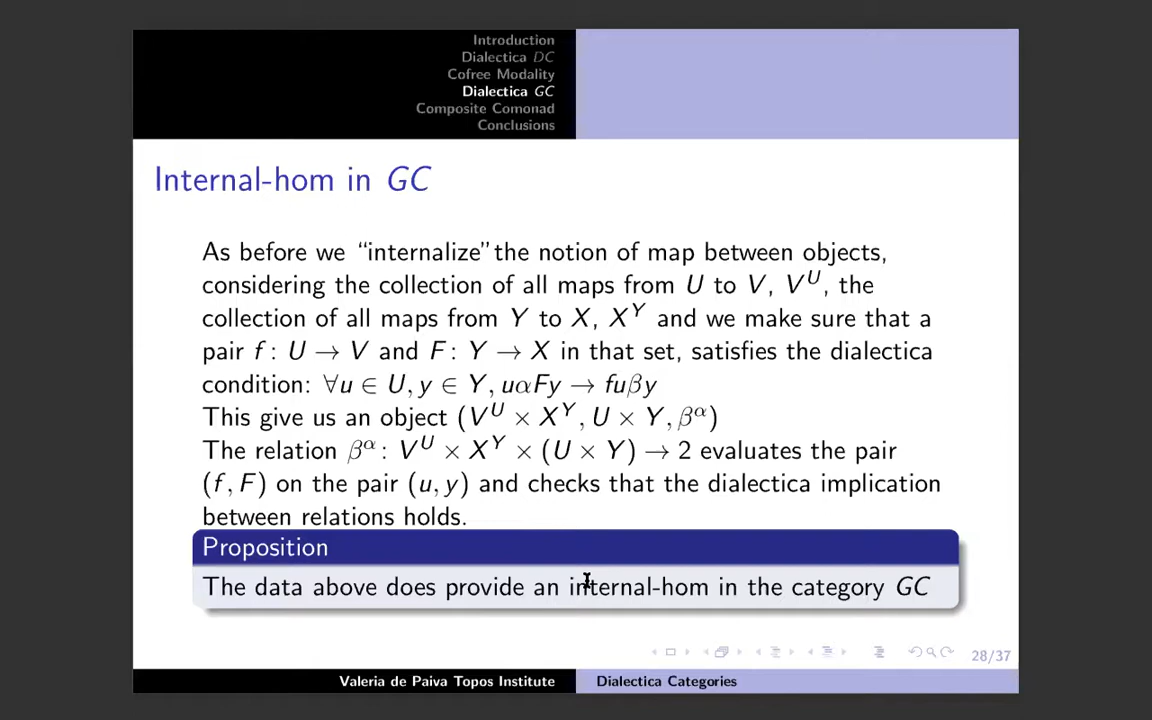 Introduction
Dialectica DC
Cofree Modality
Dialectica GC
Composite Comonad
Conclusions
Internal-hom in GC
As before we “internalize”the notion of map between objects,
considering the collection of all maps from U to V, V^U, the
collection of all maps from Y to X, X^Y and we make sure that a
pair f : U → V and F : Y → X in that set, satisfies the dialectica
condition: ∀u ∈ U, y ∈ Y, uαFy → fuβy
This give us an object (V^U × X^Y, U × Y, β^α)
The relation β^α : V^U × X^Y × (U × Y) → 2 evaluates the pair
(f, F) on the pair (u, y) and checks that the dialectica implication
between relations holds.
Proposition
The data above does provide an internal-hom in the category GC
28/37
Valeria de Paiva Topos Institute
Dialectica Categories